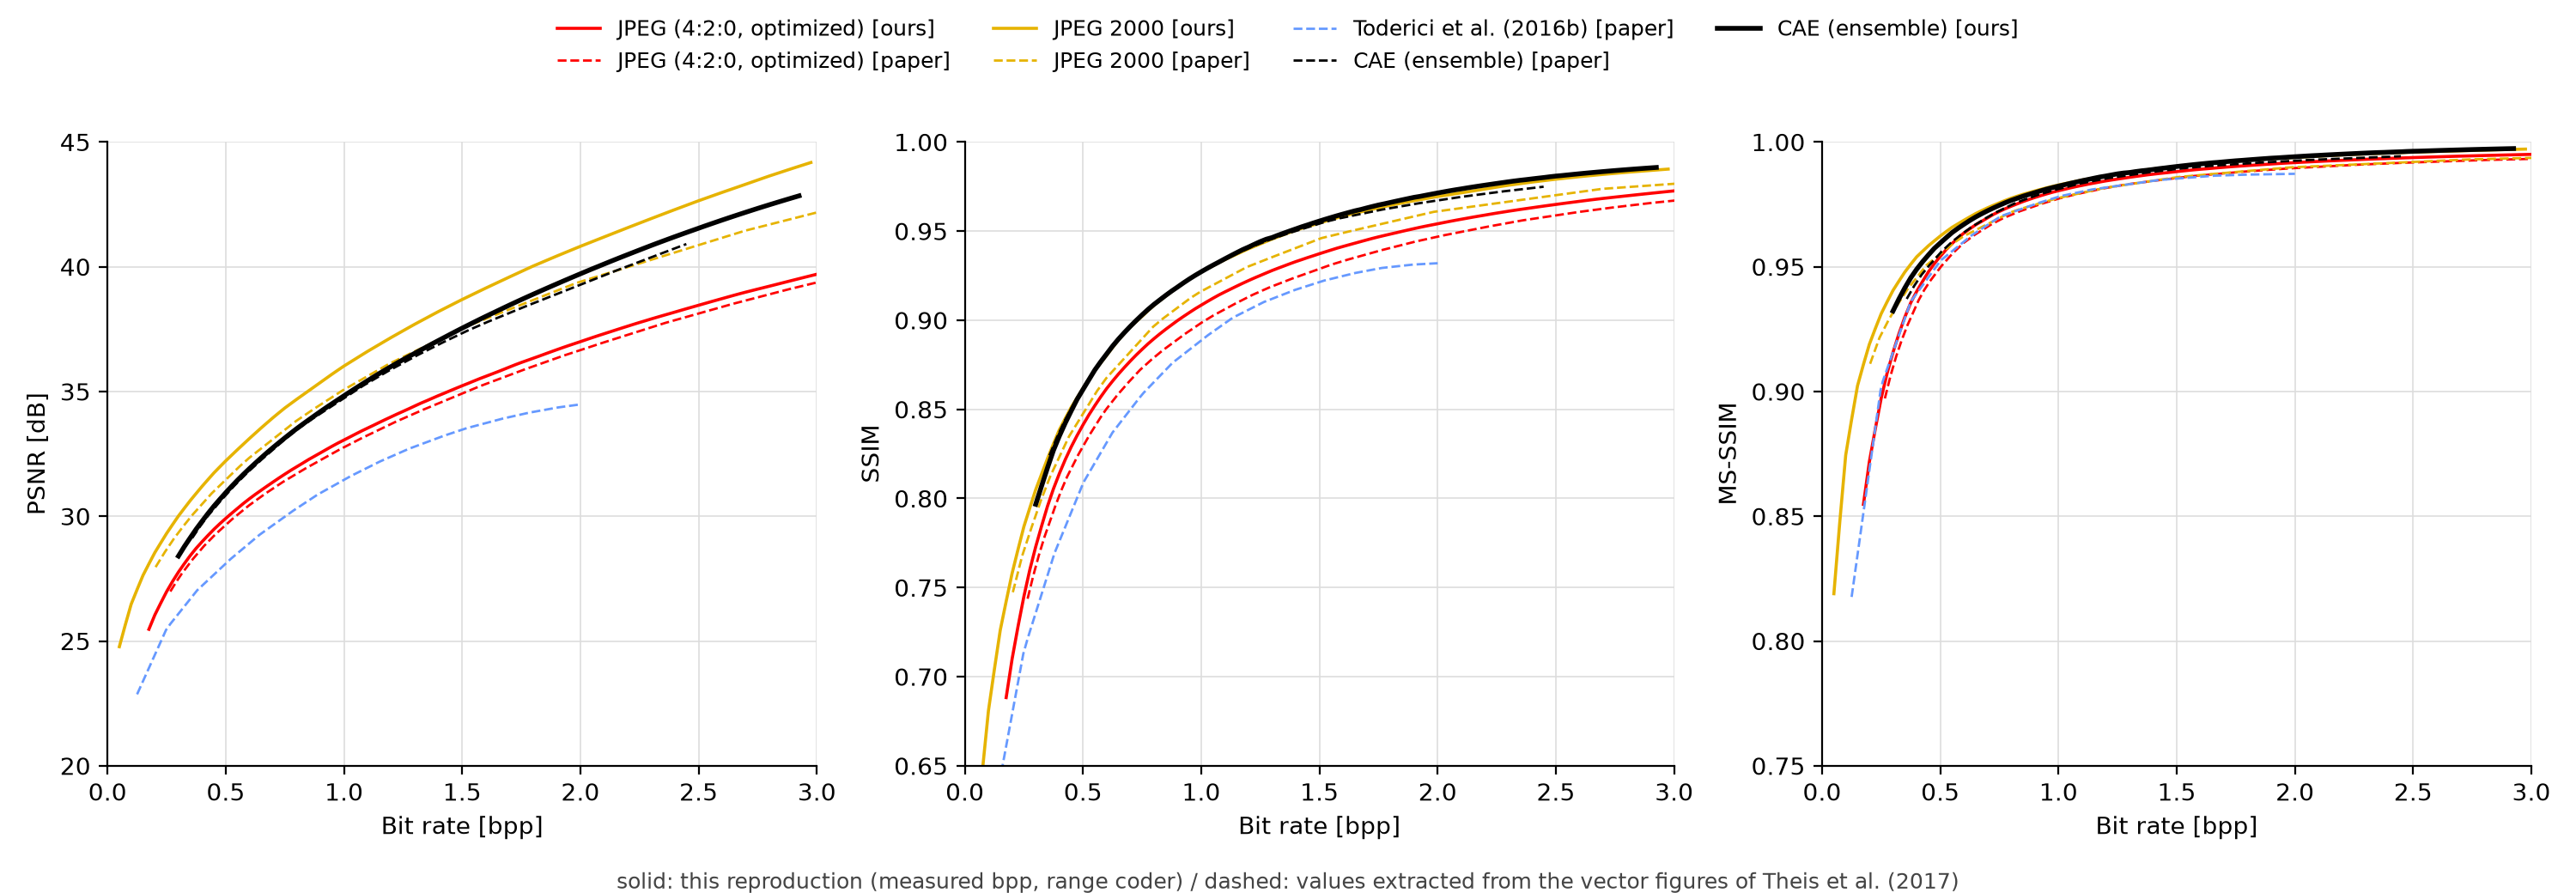 JPEG (4:2:0, optimized) [ours]
JPEG (4:2:0, optimized) [paper]
JPEG 2000 [ours]
JPEG 2000 [paper]
Toderici et al. (2016b) [paper]
CAE (ensemble) [paper]
CAE (ensemble) [ours]
PSNR [dB]
45
40
35
30
25
20
0.0 0.5 1.0 1.5 2.0 2.5 3.0
Bit rate [bpp]
SSIM
1.00
0.95
0.90
0.85
0.80
0.75
0.70
0.65
0.0 0.5 1.0 1.5 2.0 2.5 3.0
Bit rate [bpp]
MS-SSIM
1.00
0.95
0.90
0.85
0.80
0.75
0.0 0.5 1.0 1.5 2.0 2.5 3.0
Bit rate [bpp]
solid: this reproduction (measured bpp, range coder) / dashed: values extracted from the vector figures of Theis et al. (2017)